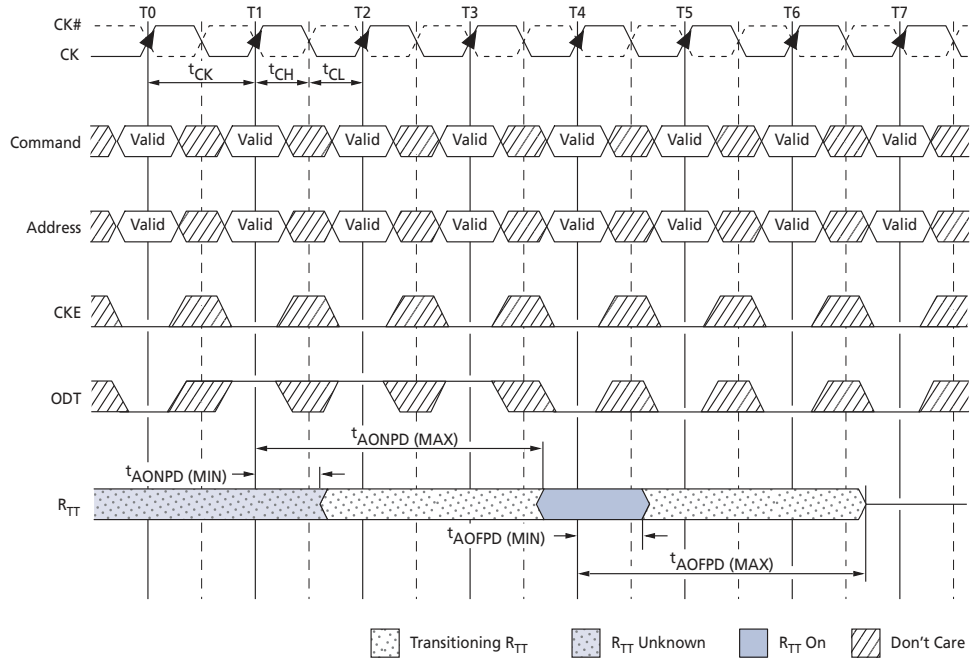 T0 T1 T2 T3 T4 T5 T6 T7
CK#
CK
tCK tCH tCL
Command Valid Valid Valid Valid Valid Valid Valid Valid
Address Valid Valid Valid Valid Valid Valid Valid Valid
CKE
ODT
tAONPD (MAX)
tAONPD (MIN)
RTT
tAOFPD (MIN)
tAOFPD (MAX)
Transitioning RTT RTT Unknown RTT On Don't Care